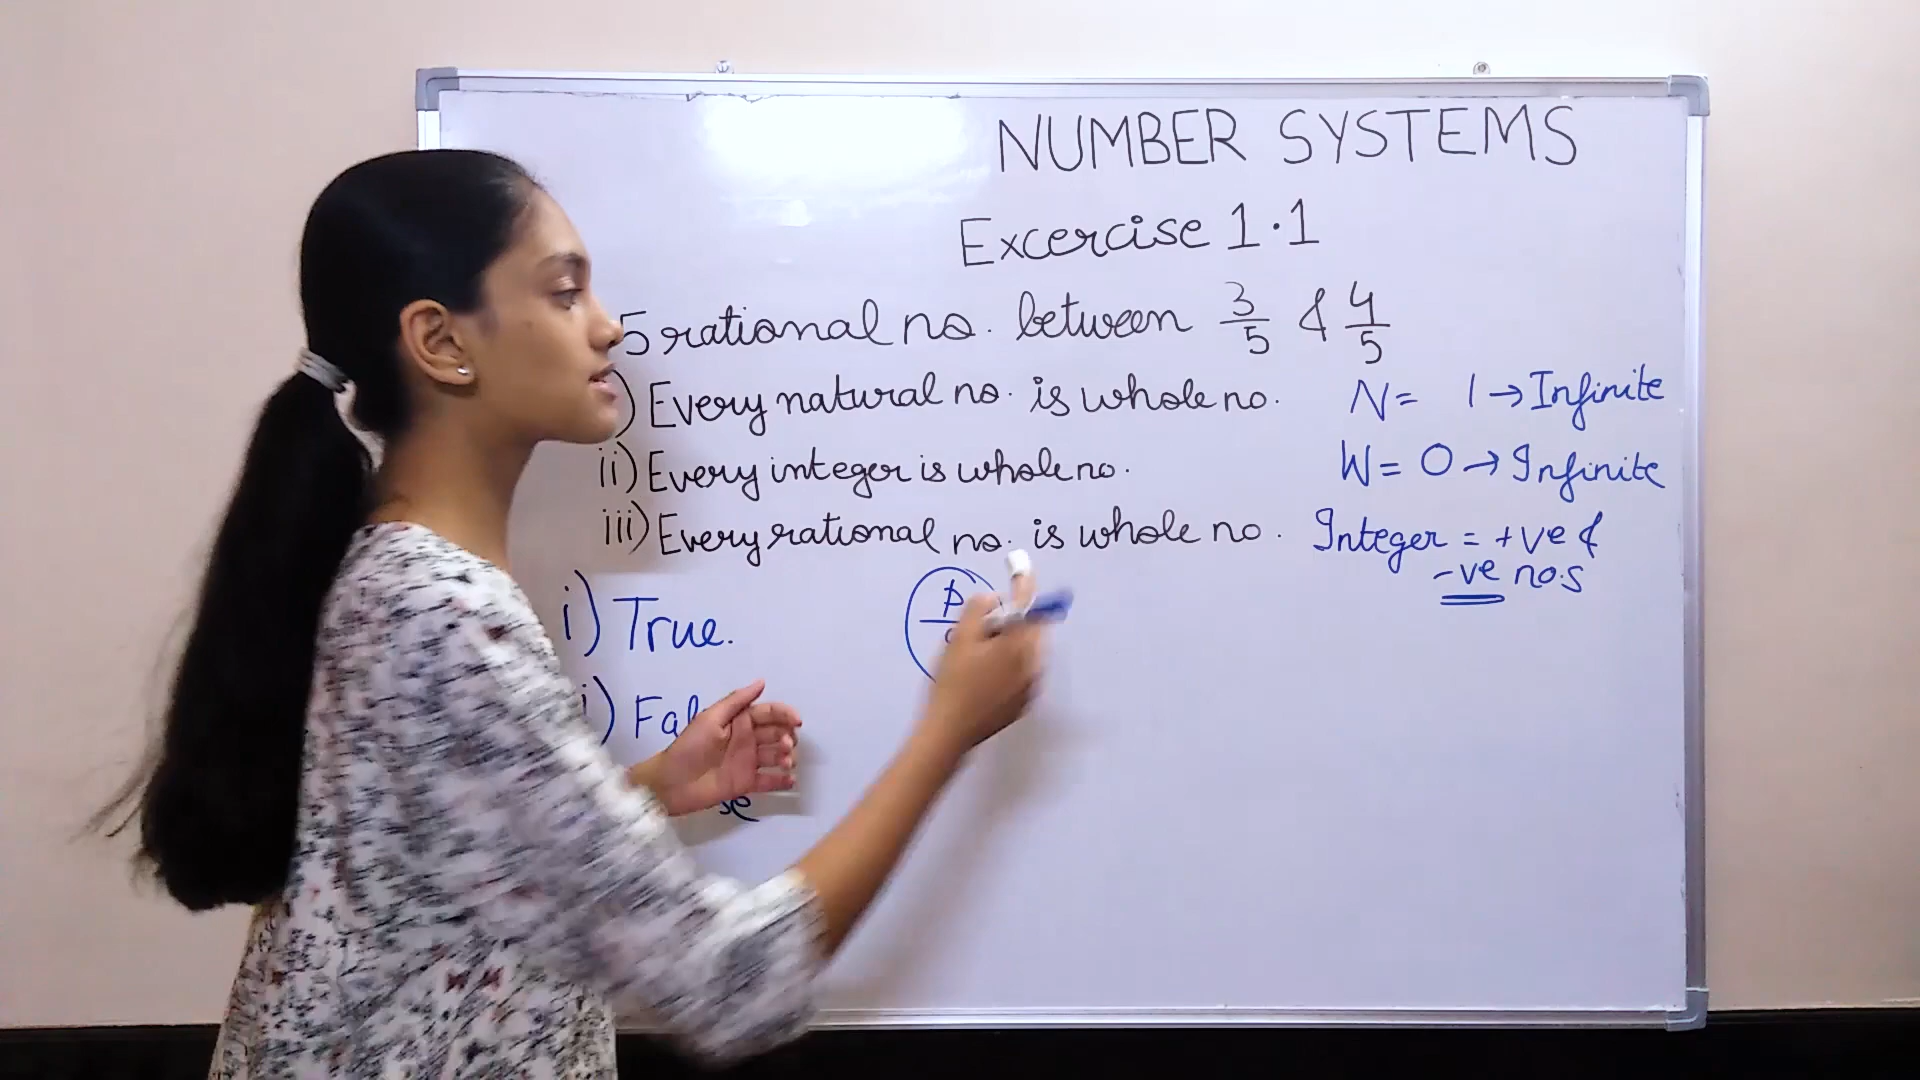 NUMBER SYSTEMS
Excercise 1.1
5 rational no. between 3/5 & 4/5
) Every natural no. is whole no. N = 1 → Infinite
ii) Every integer is whole no. W = 0 → Infinite
iii) Every rational no. is whole no. Integer = +ve &
-ve no.s
i) True. p